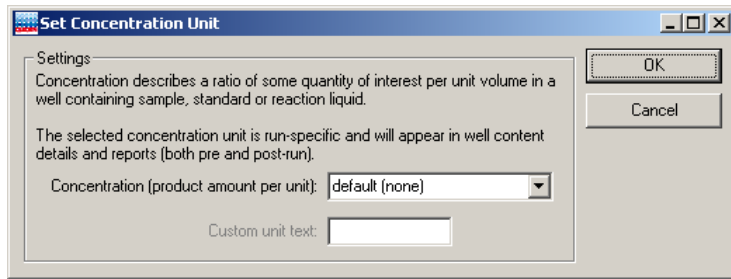 Set Concentration Unit
Settings
Concentration describes a ratio of some quantity of interest per unit volume in a
well containing sample, standard or reaction liquid.
The selected concentration unit is run-specific and will appear in well content
details and reports (both pre and post-run).
Concentration (product amount per unit): default (none)
Custom unit text:
OK
Cancel